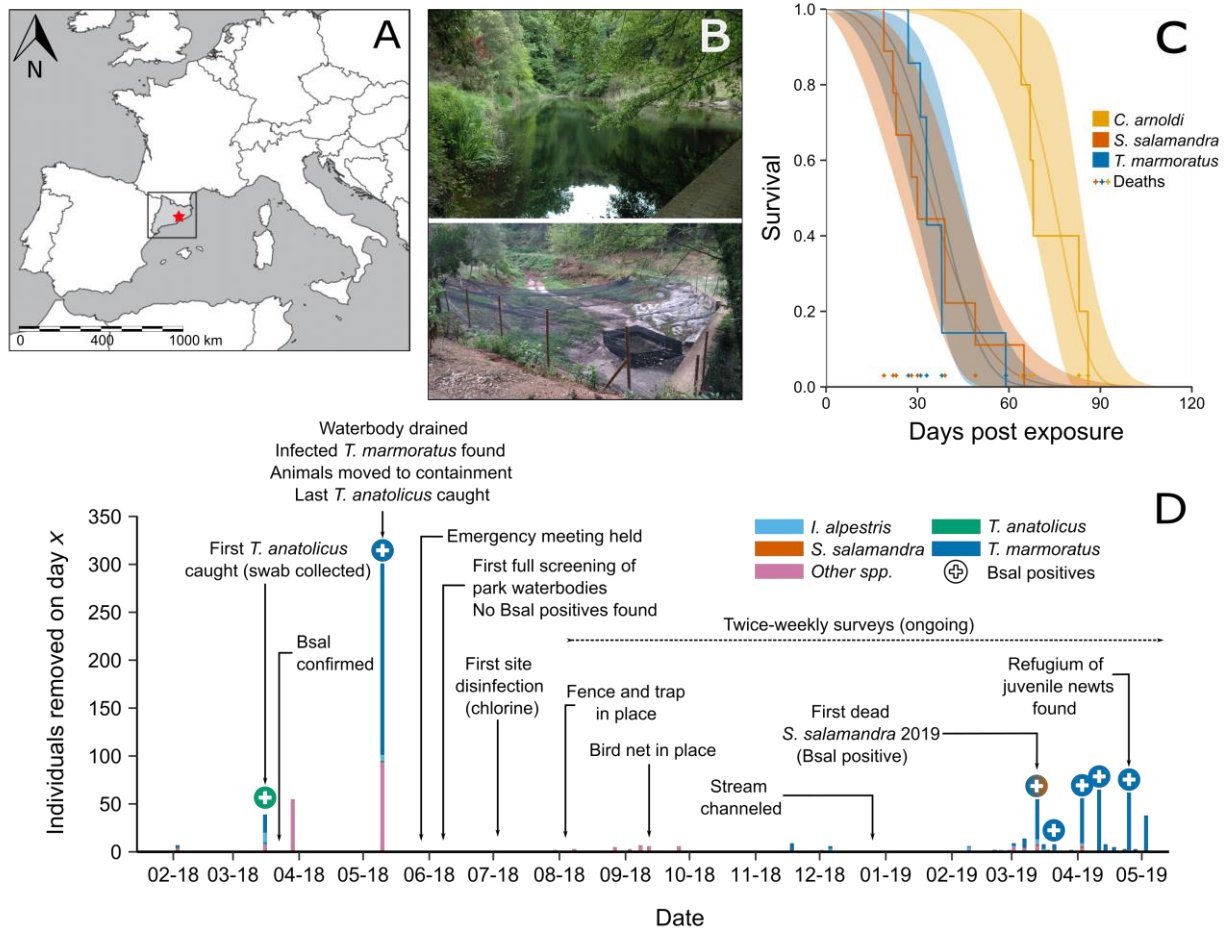 A
N
0
400
1000 km
B
C
1.0
0.8
0.6
0.4
0.2
0.0
Survival
0
30
60
90
120
Days post exposure
C. arnoldi
S. salamandra
T. marmoratus
Deaths
D
Waterbody drained
Infected T. marmoratus found
Animals moved to containment
Last T. anatolicus caught
First T. anatolicus
caught (swab collected)
Bsal
confirmed
Emergency meeting held
First full screening of
park waterbodies
No Bsal positives found
First site
disinfection
(chlorine)
Fence and trap
in place
Bird net in place
Stream
channeled
Twice-weekly surveys (ongoing)
First dead
S. salamandra 2019
(Bsal positive)
Refugium of
juvenile newts
found
I. alpestris
S. salamandra
Other spp.
T. anatolicus
T. marmoratus
Bsal positives
350
300
250
200
150
100
50
0
Individuals removed on day x
02-18 03-18 04-18 05-18 06-18 07-18 08-18 09-18 10-18 11-18 12-18 01-19 02-19 03-19 04-19 05-19
Date